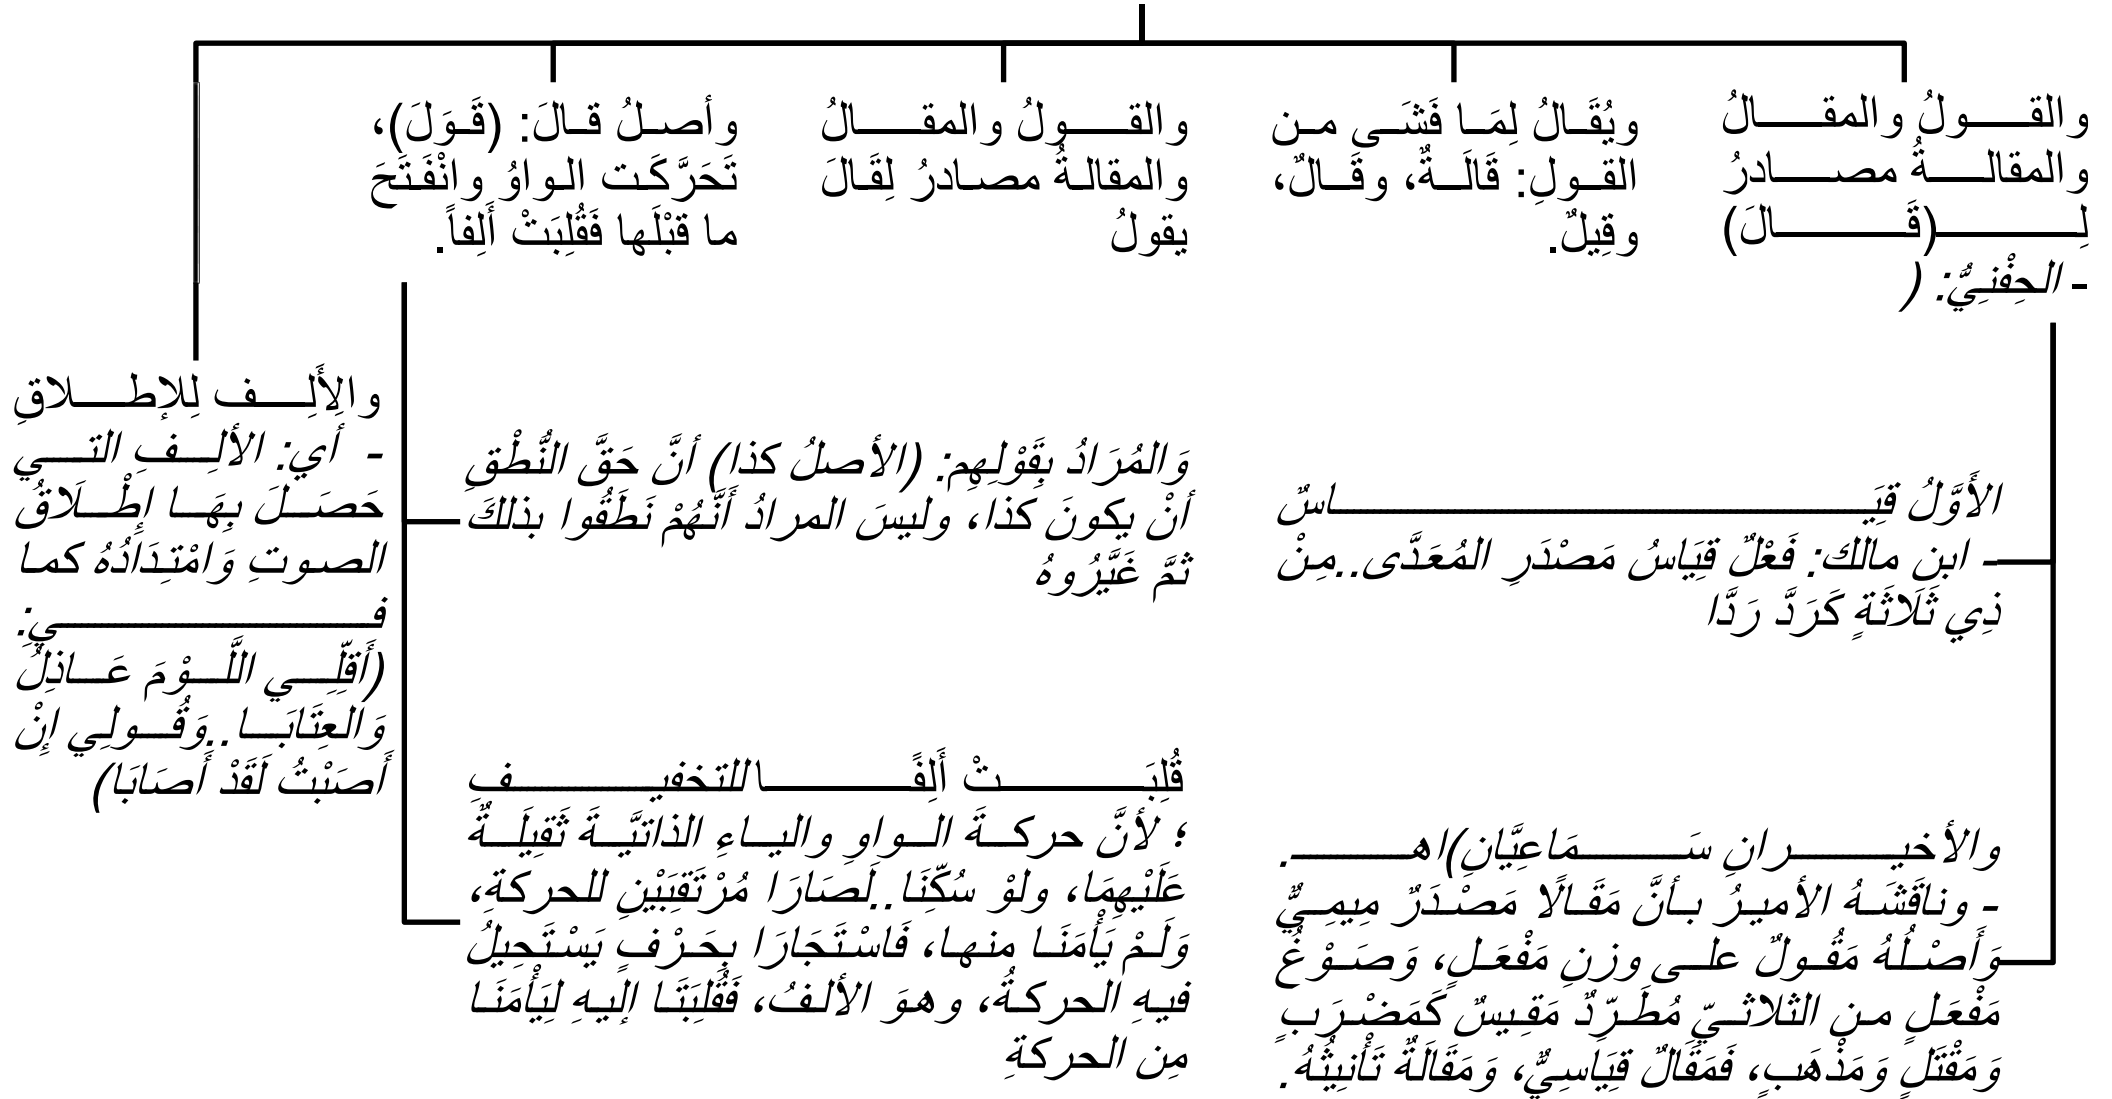 والقولُ والمقالُ
والمقالةُ مصادرُ
لِـ(قَالَ)
- الحِفْنِيُّ: (
الأَوَّلُ قِيَاسٌ
- ابن مالك: فَعْلٌ قِيَاسُ مَصْدَرِ المُعَدَّى..مِنْ
ذِي ثَلَاثَةٍ كَرَدَّ رَدَّا
والأخيرانِ سَمَاعِيَّانِ)اهـ.
- وناقَشَهُ الأميرُ بأنَّ مَقَالًا مَصْدَرٌ مِيمِيٌّ
وَأَصْلُهُ مَقُولٌ على وزنِ مَفْعَلٍ، وَصَوْغُ
مَفْعَلٍ من الثلاثيِّ مُطَّرِدٌ مَقِيسٌ كَمَضْرَبٍ
وَمَقْتَلٍ وَمَذْهَبٍ، فَمَقَالٌ قِيَاسِيٌّ، وَمَقَالَةٌ تَأْنِيثُهُ.
ويُقَالُ لِمَا فَشَى من
القولِ: قَالَةٌ، وقَالٌ،
وقِيلٌ.
والقولُ والمقالُ
والمقالةُ مصادرُ لِقَالَ
يقولُ
وأصلُ قالَ: (قَوَلَ)،
تَحَرَّكَت الواوُ وانْفَتَحَ
ما قبْلَها فَقُلِبَتْ أَلِفاً.
وَالمُرَادُ بِقَوْلِهِم: (الأصلُ كذا) أنَّ حَقَّ النُّطْقِ
أنْ يكونَ كذا، وليسَ المرادُ أَنَّهُمْ نَطَقُوا بذلكَ
ثمَّ غَيَّرُوهُ
قُلِبَتْ أَلِفًا للتخفيفِ
؛ لأنَّ حركةَ الواوِ والياءِ الذاتيَّةَ ثَقِيلَةٌ
عَلَيْهِمَا، ولوْ سُكِّنَا..لَصَارَا مُرْتَقِبَيْنِ للحركةِ،
وَلَمْ يَأْمَنَا منها، فَاسْتَجَارَا بِحَرْفٍ يَسْتَحِيلُ
فيهِ الحركةُ، وهوَ الألفُ، فَقُلِبَتَا إليهِ لِيَأْمَنَا
مِن الحركةِ
والِأَلِف لِلإطلاقِ
- أي: الألِفِ التي
حَصَلَ بِهَا إِطْلَاقُ
الصوتِ وَامْتِدَادُهُ كما
في:
(أَقِلِّي اللَّوْمَ عَاذِلُ
وَالعِتَابَا..وَقُولِي إِنْ
أَصَبْتُ لَقَدْ أَصَابَا)